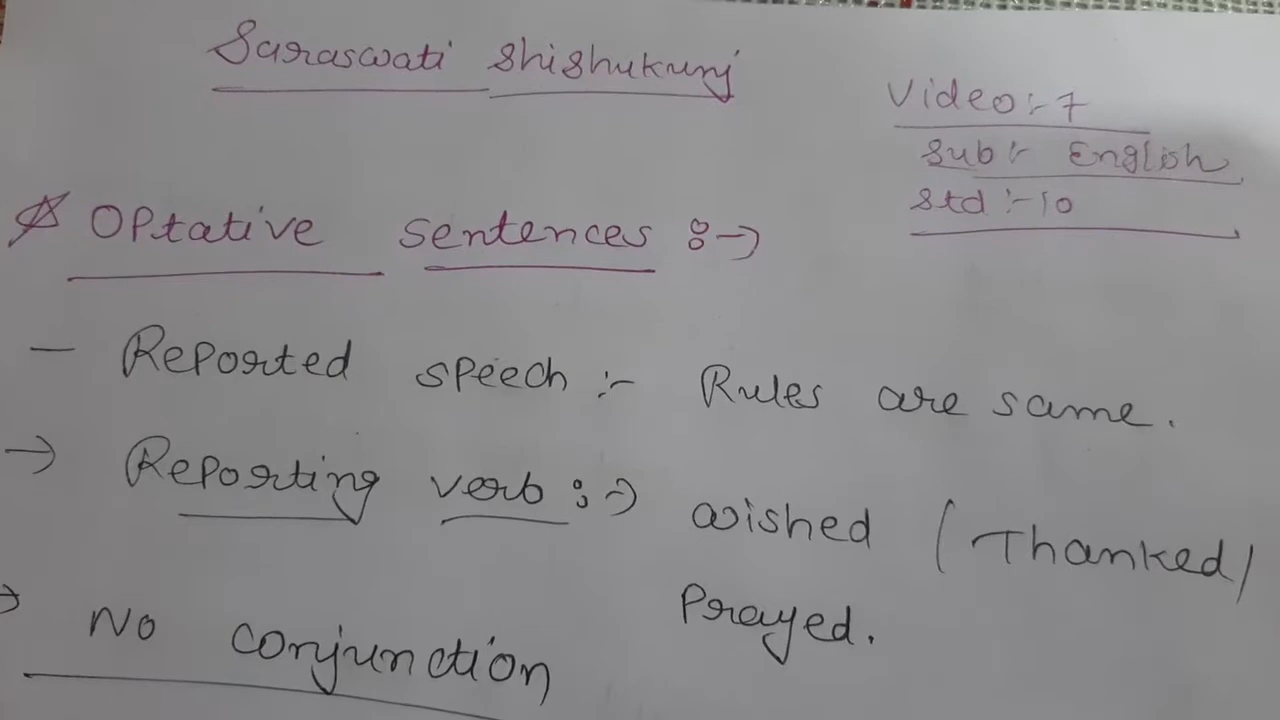 Saraswati Shishukunj
Video:- 7
Sub:- English
Std:- 10
☆ Optative sentences :→
- Reported speech :- Rules are same.
→ Reporting verb :→ wished / Thanked /
Prayed.
→ No conjunction